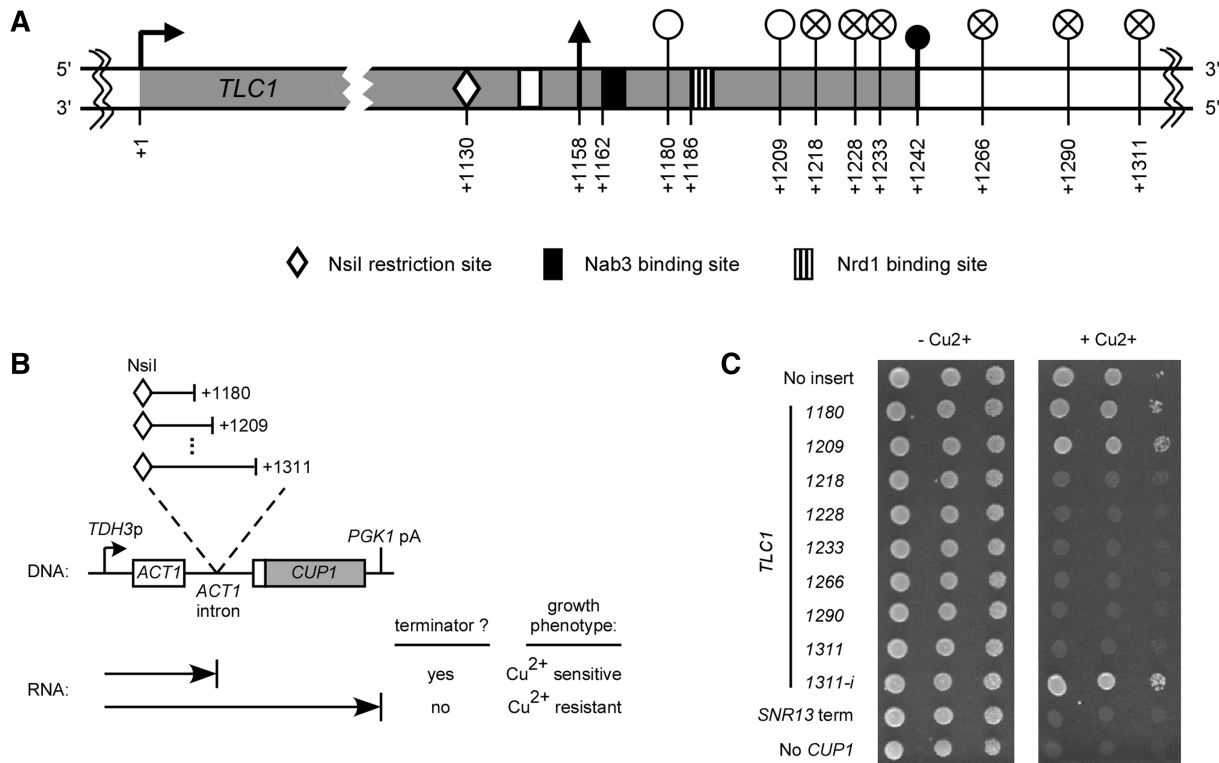 A
5' 3'
TLC1
3' 5'
+1 +1130 +1158 +1162 +1180 +1186 +1209 +1218 +1228 +1233 +1242 +1266 +1290 +1311
NsiI restriction site Nab3 binding site Nrd1 binding site
B
NsiI
+1180
+1209
+1311
TDH3p PGK1 pA
DNA: ACT1 CUP1
ACT1
intron
terminator ? growth
phenotype:
RNA:
yes Cu2+ sensitive
no Cu2+ resistant
C
- Cu2+ + Cu2+
No insert
TLC1
1180
1209
1218
1228
1233
1266
1290
1311
1311-i
SNR13 term
No CUP1